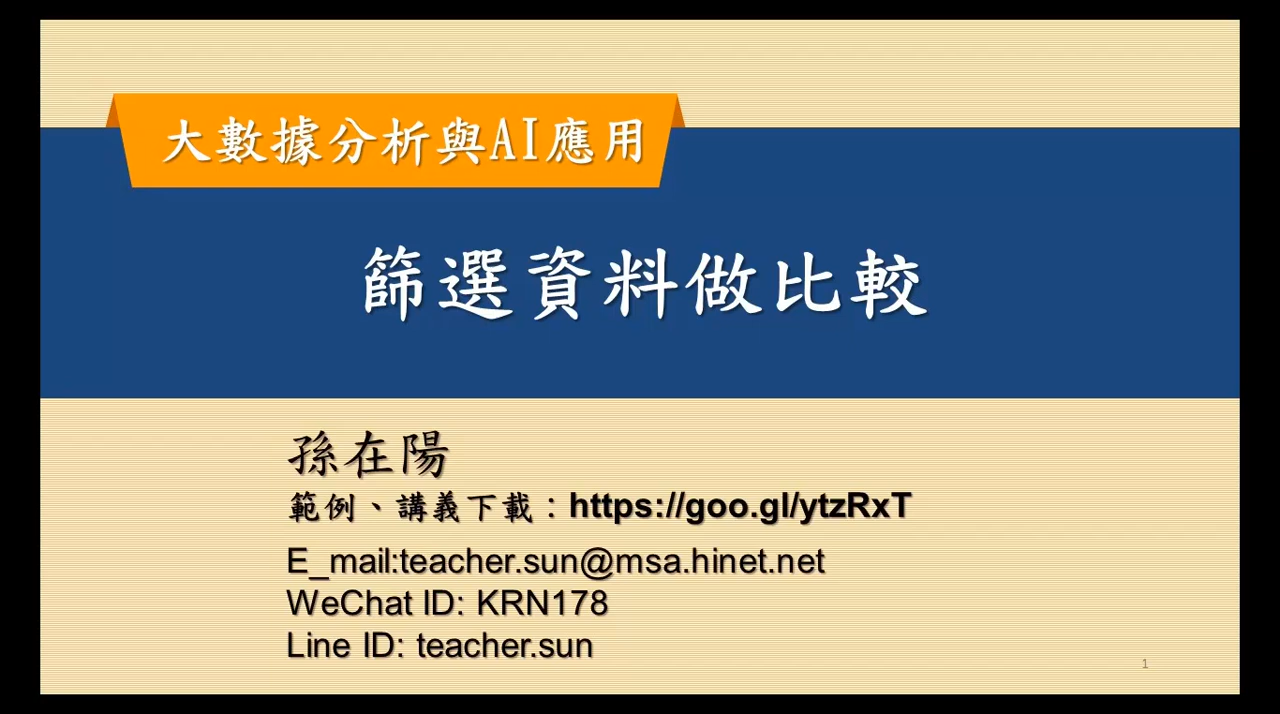 大數據分析與AI應用
篩選資料做比較
孫在陽
範例、講義下載：https://goo.gl/ytzRxT
E_mail:teacher.sun@msa.hinet.net
WeChat ID: KRN178
Line ID: teacher.sun
1